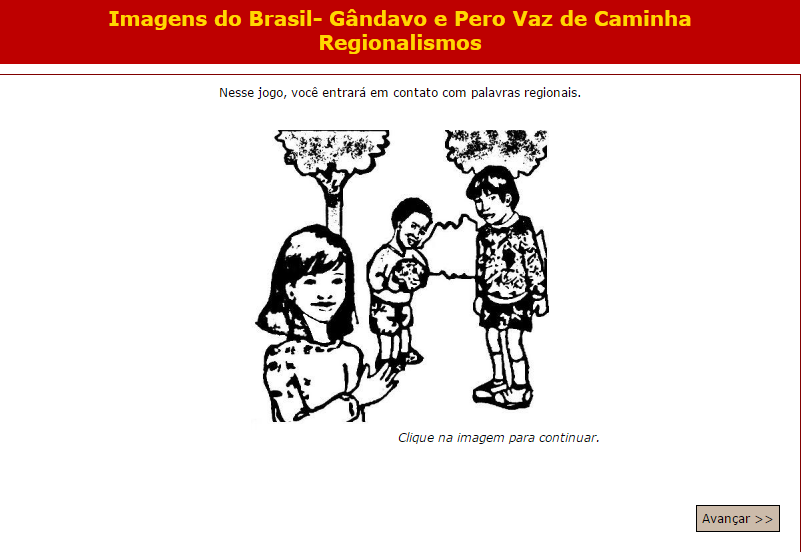 Imagens do Brasil- Gândavo e Pero Vaz de Caminha
Regionalismos
Nesse jogo, você entrará em contato com palavras regionais.
Clique na imagem para continuar.
Avançar >>